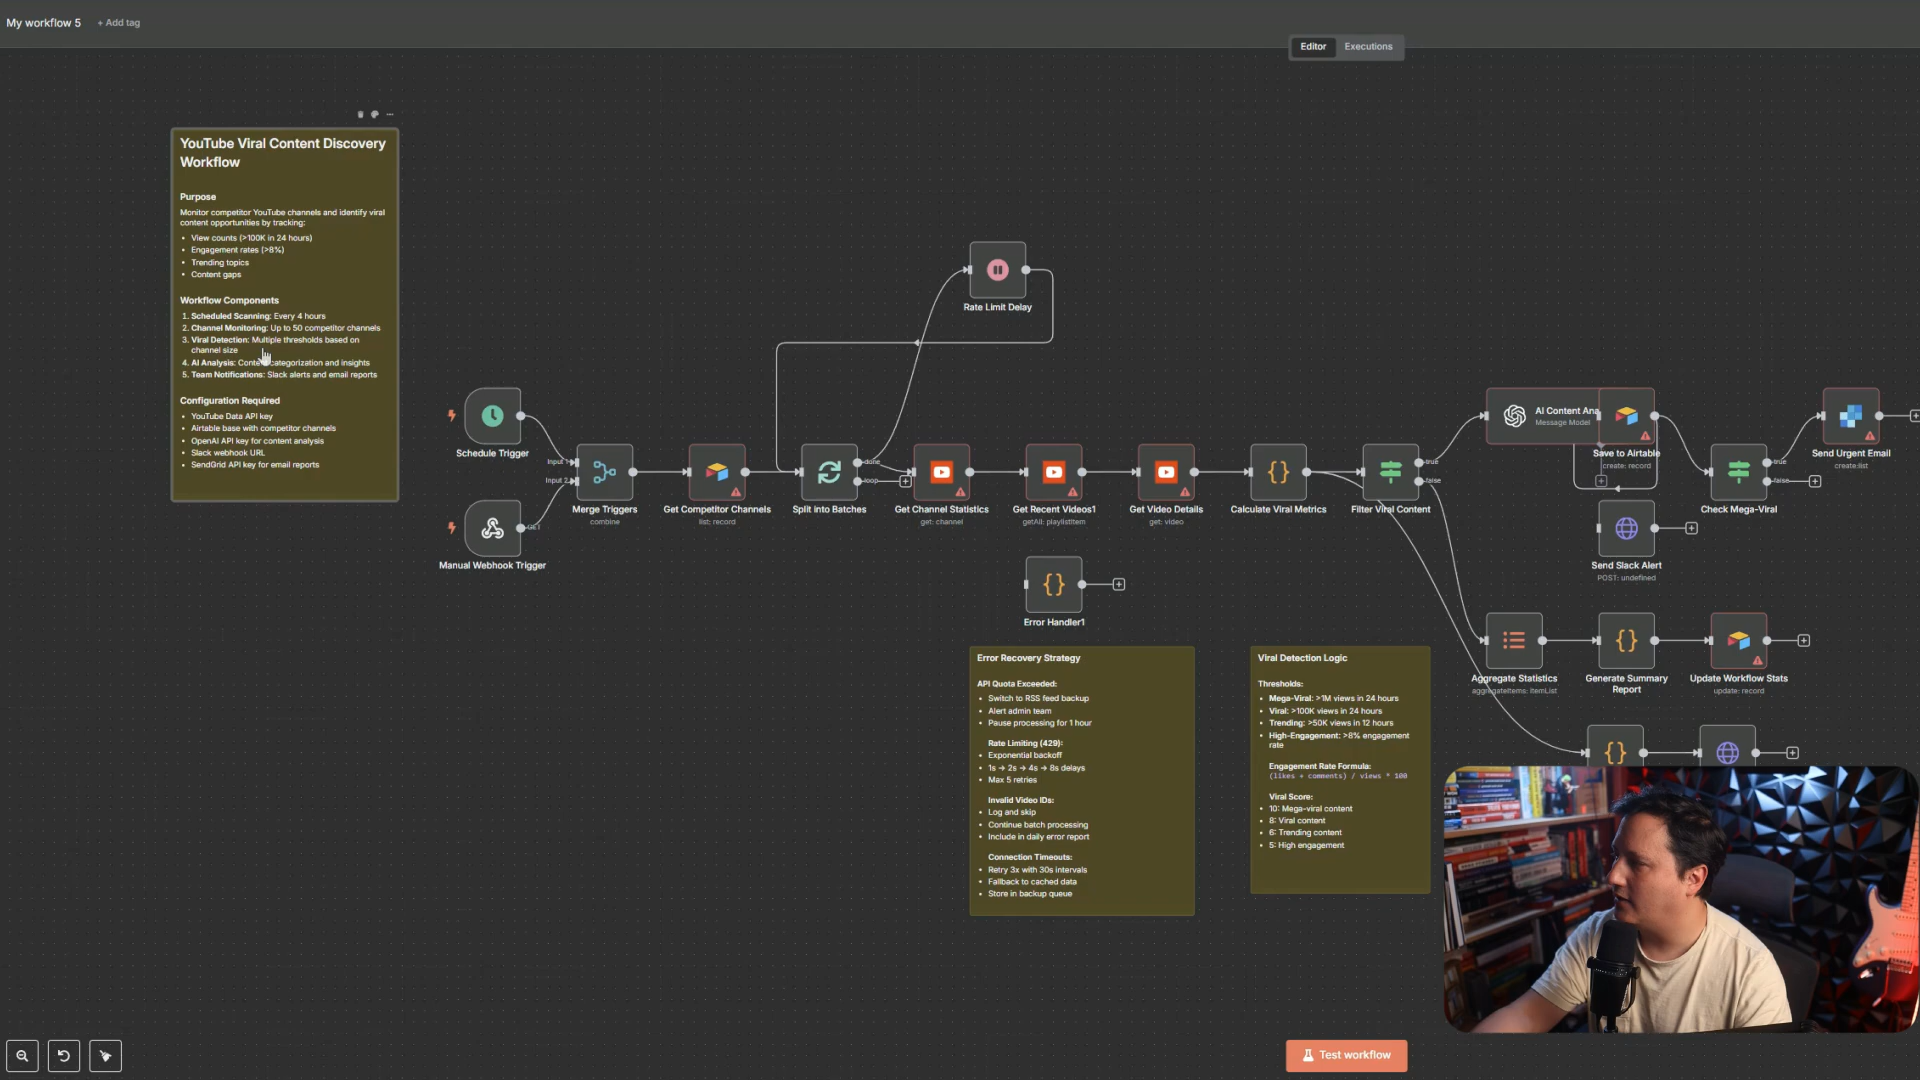 My workflow 5
+ Add tag
Editor
Executions
YouTube Viral Content Discovery
Workflow
Purpose
Monitor competitor YouTube channels and identify viral
content opportunities by tracking:
• View counts (>100K in 24 hours)
• Engagement rates (>8%)
• Trending topics
• Content gaps
Workflow Components
1. Scheduled Scanning: Every 4 hours
2. Channel Monitoring: Up to 50 competitor channels
3. Viral Detection: Multiple thresholds based on
channel size
4. AI Analysis: categorization and insights
5. Team Notifications: Slack alerts and email reports
Configuration Required
• YouTube Data API key
• Airtable base with competitor channels
• OpenAI API key for content analysis
• Slack webhook URL
• SendGrid API key for email reports
Schedule Trigger
Manual Webhook Trigger
GET
Input 1
Input 2
Merge Triggers
combine
Get Competitor Channels
list: record
Rate Limit Delay
Split into Batches
done
loop
Get Channel Statistics
get: channel
Get Recent Videos1
getAll: playlistItem
Get Video Details
get: video
Calculate Viral Metrics
Filter Viral Content
true
false
AI Content Ana
Message Model
Save to Airtable
create: record
Check Mega-Viral
true
false
Send Urgent Email
create:list
Send Slack Alert
POST: undefined
Error Handler1
Aggregate Statistics
aggregateItems: itemList
Generate Summary
Report
Update Workflow Stats
update: record
Error Recovery Strategy
API Quota Exceeded:
• Switch to RSS feed backup
• Alert admin team
• Pause processing for 1 hour
Rate Limiting (429):
• Exponential backoff
• 1s → 2s → 4s → 8s delays
• Max 5 retries
Invalid Video IDs:
• Log and skip
• Continue batch processing
• Include in daily error report
Connection Timeouts:
• Retry 3x with 30s intervals
• Fallback to cached data
• Store in backup queue
Viral Detection Logic
Thresholds:
• Mega-Viral: >1M views in 24 hours
• Viral: >100K views in 24 hours
• Trending: >50K views in 12 hours
• High-Engagement: >8% engagement
rate
Engagement Rate Formula:
(likes + comments) / views * 100
Viral Score:
• 10: Mega-viral content
• 8: Viral content
• 6: Trending content
• 5: High engagement
Test workflow